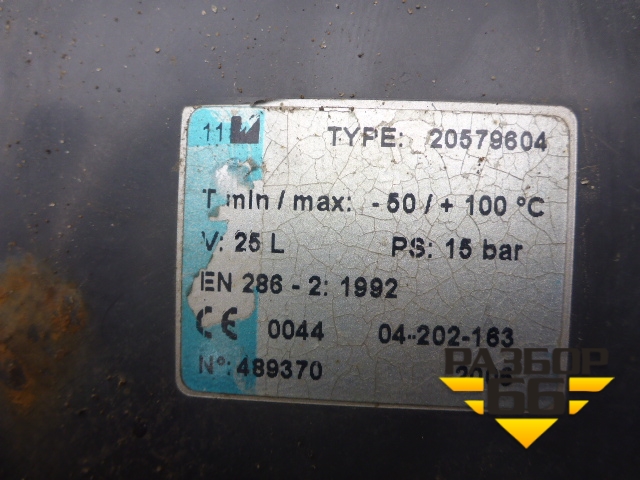 11
TYPE: 20579604
T min / max: - 50 / + 100 °C
V: 25 L PS: 15 bar
EN 286 - 2: 1992
CE 0044 04-202-163
N°: 489370
РАЗБОР
66